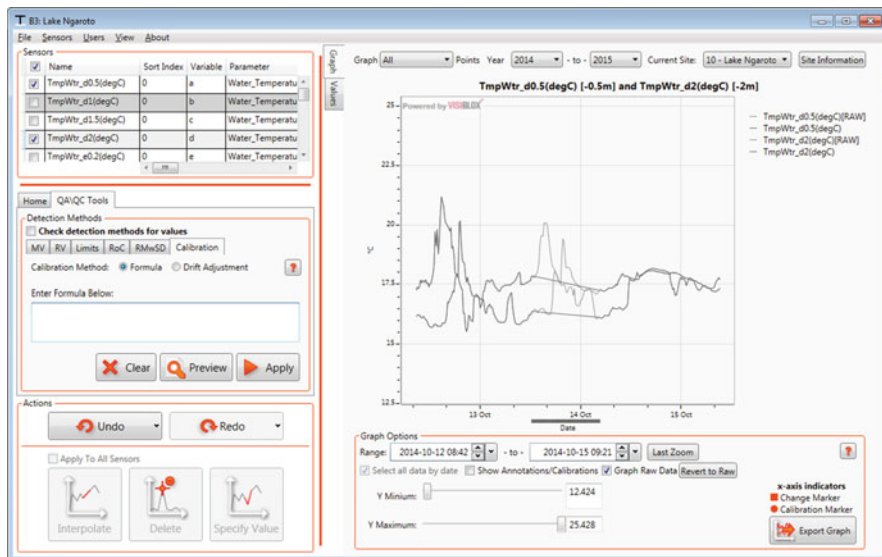 B3: Lake Ngaroto
File Sensors Users View About
Sensors
Name Sort Index Variable Parameter
TmpWtr_d0.5(degC) 0 a Water_Temperatu
TmpWtr_d1(degC) 0 b Water_Temperatu
TmpWtr_d1.5(degC) 0 c Water_Temperatu
TmpWtr_d2(degC) 0 d Water_Temperatu
TmpWtr_e0.2(degC) 0 e Water_Temperatu
Home QA\QC Tools
Detection Methods
Check detection methods for values
MV RV Limits RoC RMwSD Calibration
Calibration Method: Formula Drift Adjustment ?
Enter Formula Below:
Clear Preview Apply
Actions
Undo Redo
Apply To All Sensors
Interpolate Delete Specify Value
Graph
Values
Graph All Points Year 2014 - to - 2015 Current Site: 10 - Lake Ngaroto Site Information
TmpWtr_d0.5(degC) [-0.5m] and TmpWtr_d2(degC) [-2m]
Powered by VISIBLOX
TmpWtr_d0.5(degC)[RAW]
TmpWtr_d0.5(degC)
TmpWtr_d2(degC)[RAW]
TmpWtr_d2(degC)
25
22.5
20
°C
17.5
15
12.5
13 Oct 14 Oct 15 Oct
Date
Graph Options
Range: 2014-10-12 08:42 - to - 2014-10-15 09:21 Last Zoom ?
Select all data by date Show Annotations/Calibrations Graph Raw Data Revert to Raw
Y Minium: 12.424
Y Maximum: 25.428
x-axis indicators
Change Marker
Calibration Marker
Export Graph